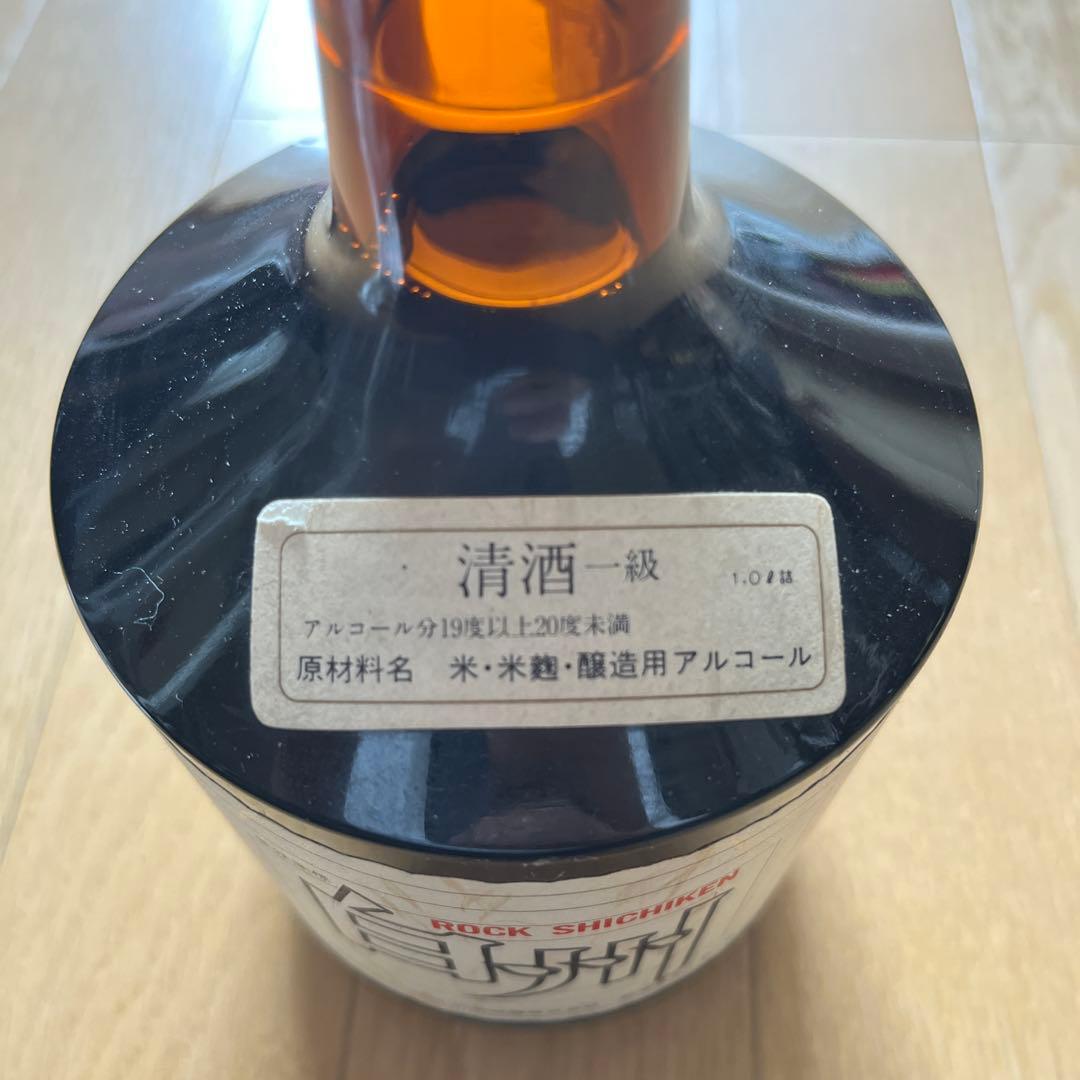 清酒一級 1.0ℓ詰
アルコール分19度以上20度未満
原材料名 米・米麹・醸造用アルコール
ROCK SHICHIKEN